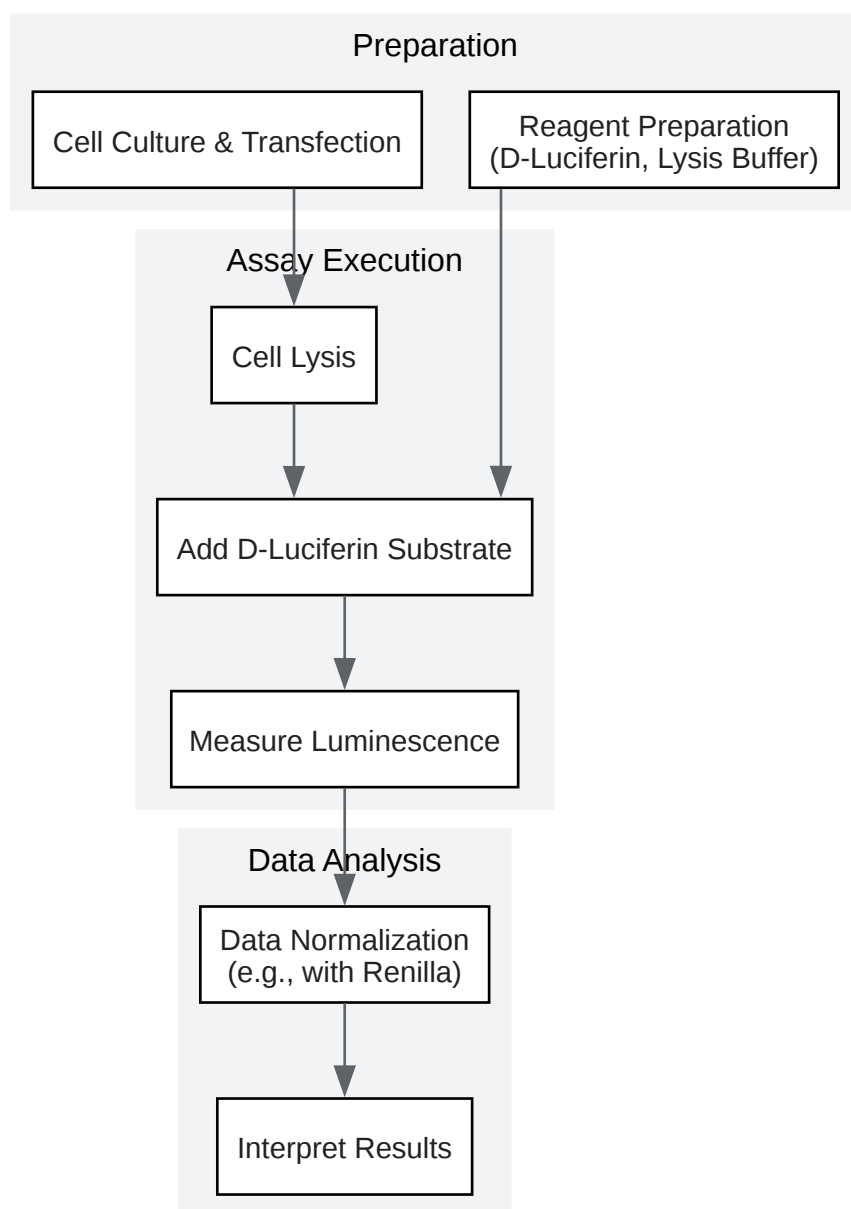 Preparation
Cell Culture & Transfection
Reagent Preparation
(D-Luciferin, Lysis Buffer)
Assay Execution
Cell Lysis
Add D-Luciferin Substrate
Measure Luminescence
Data Analysis
Data Normalization
(e.g., with Renilla)
Interpret Results